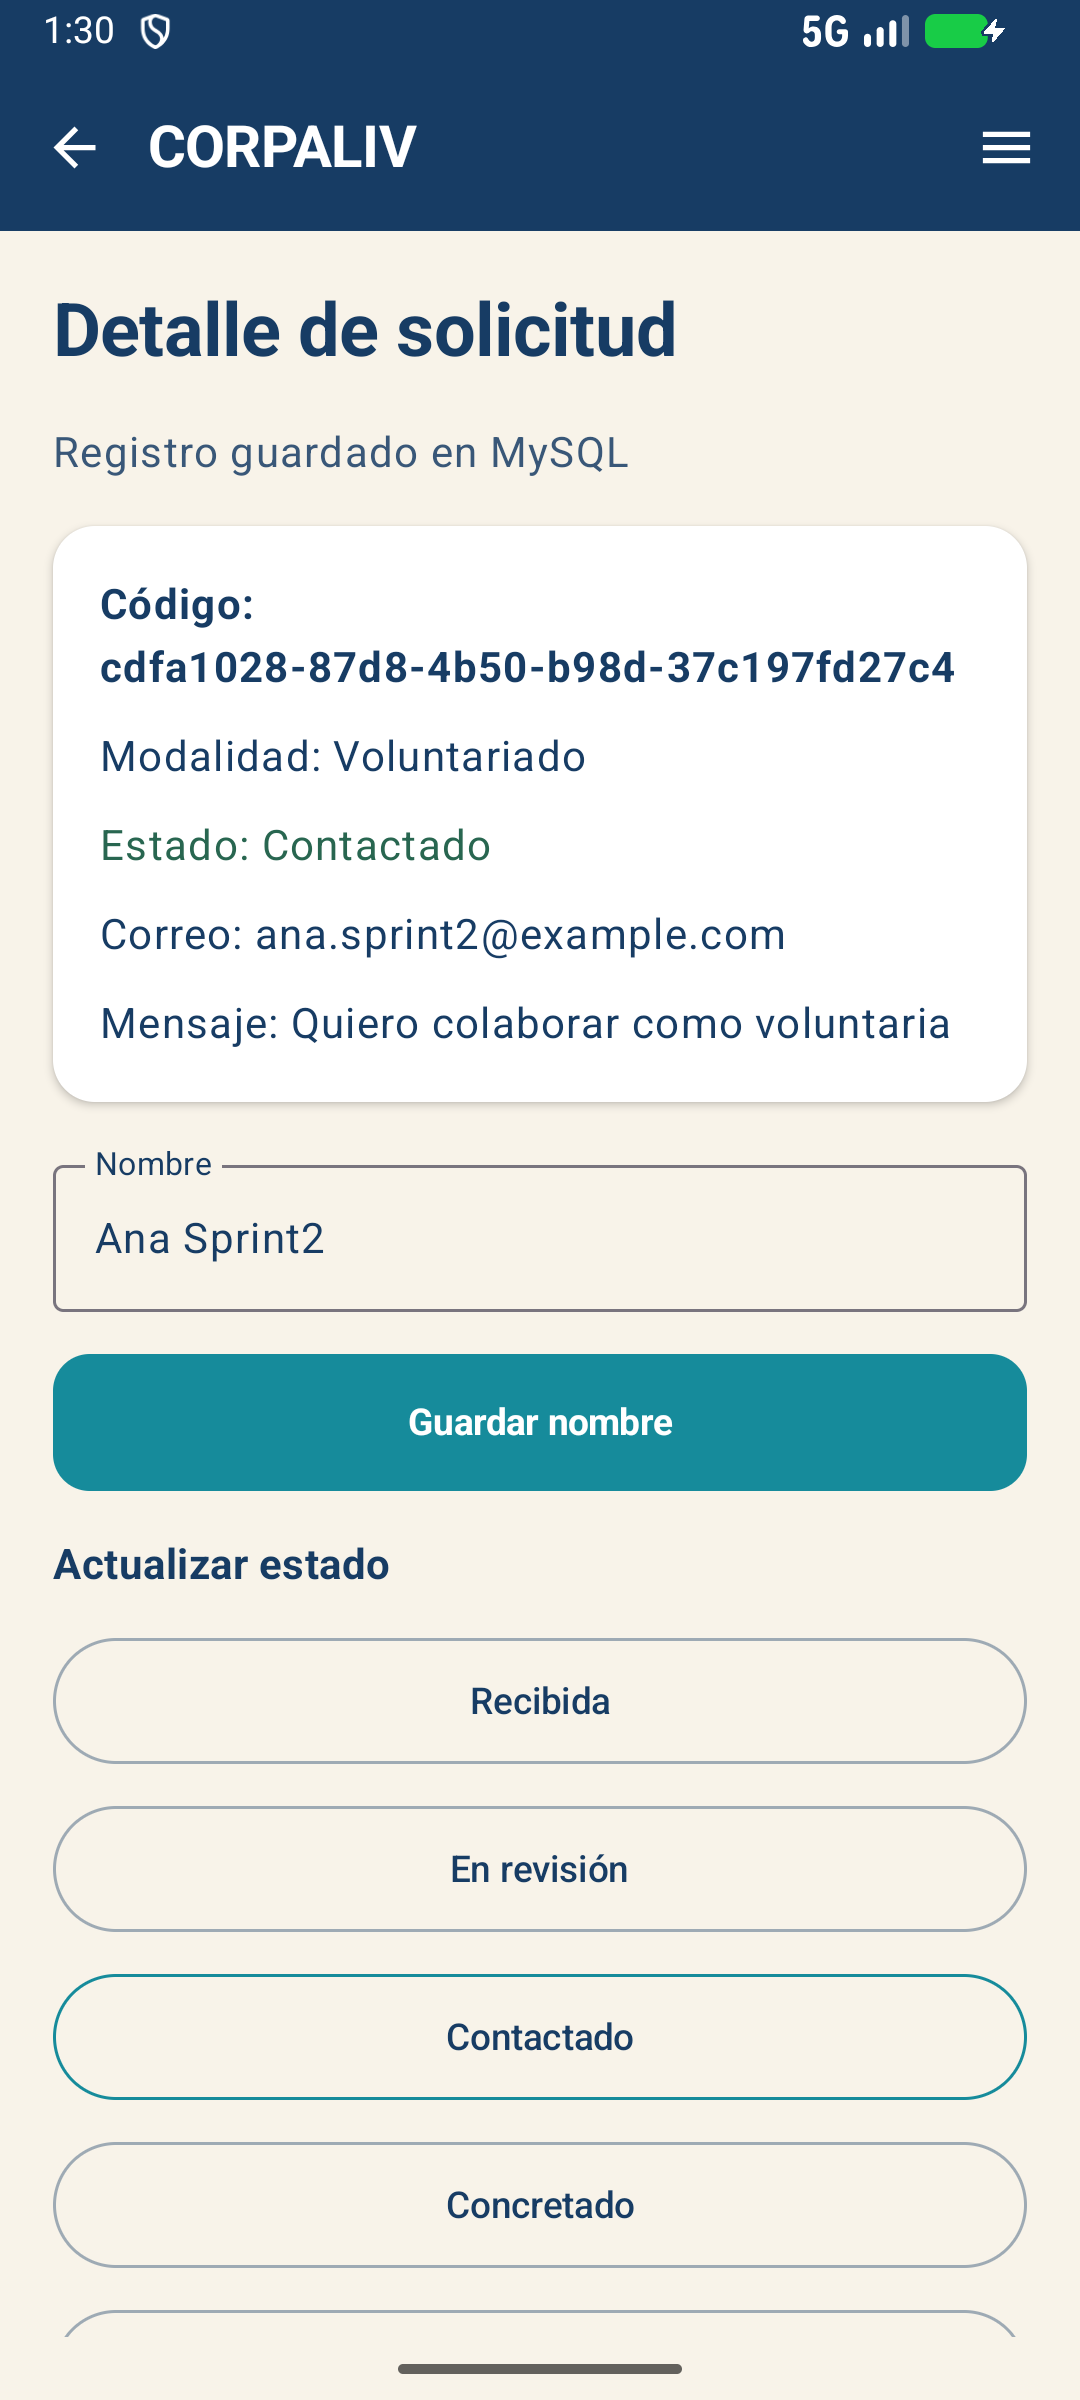 1:30
5G
CORPALIV
Detalle de solicitud
Registro guardado en MySQL
Código:
cdfa1028-87d8-4b50-b98d-37c197fd27c4
Modalidad: Voluntariado
Estado: Contactado
Correo: ana.sprint2@example.com
Mensaje: Quiero colaborar como voluntaria
Nombre
Ana Sprint2
Guardar nombre
Actualizar estado
Recibida
En revisión
Contactado
Concretado